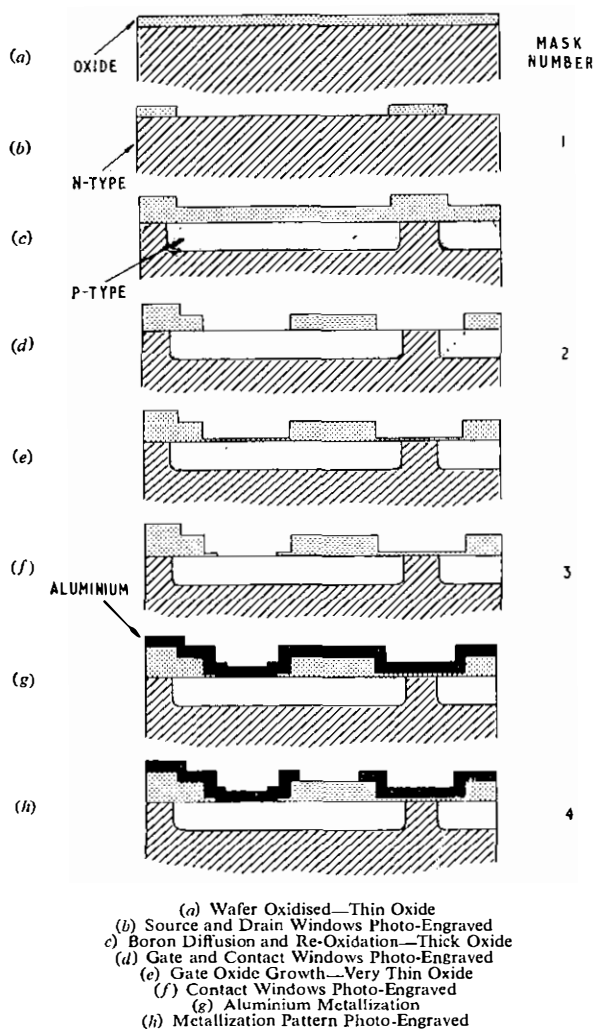 (a)
OXIDE
MASK
NUMBER
(b)
1
N-TYPE
(c)
P-TYPE
(d)
2
(e)
(f)
3
ALUMINIUM
(g)
(h)
4
(a) Wafer Oxidised—Thin Oxide
(b) Source and Drain Windows Photo-Engraved
c) Boron Diffusion and Re-Oxidation—Thick Oxide
(d) Gate and Contact Windows Photo-Engraved
(e) Gate Oxide Growth—Very Thin Oxide
(f) Contact Windows Photo-Engraved
(g) Aluminium Metallization
(h) Metallization Pattern Photo-Engraved